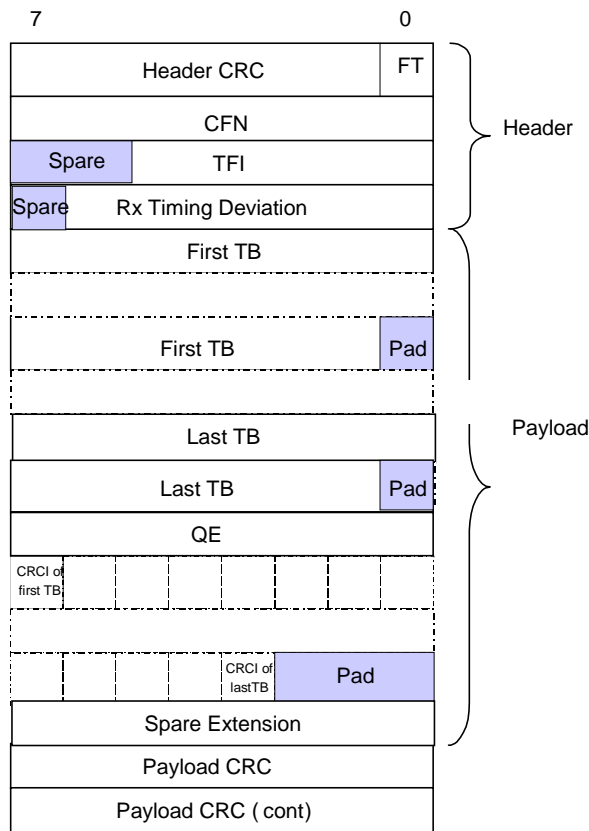 7 0
Header CRC FT
Header
CFN
Spare TFI
Spare Rx Timing Deviation
First TB
First TB Pad
Payload
Last TB
Last TB Pad
QE
CRCI of
first TB
CRCI of
lastTB
Pad
Spare Extension
Payload CRC
Payload CRC ( cont)